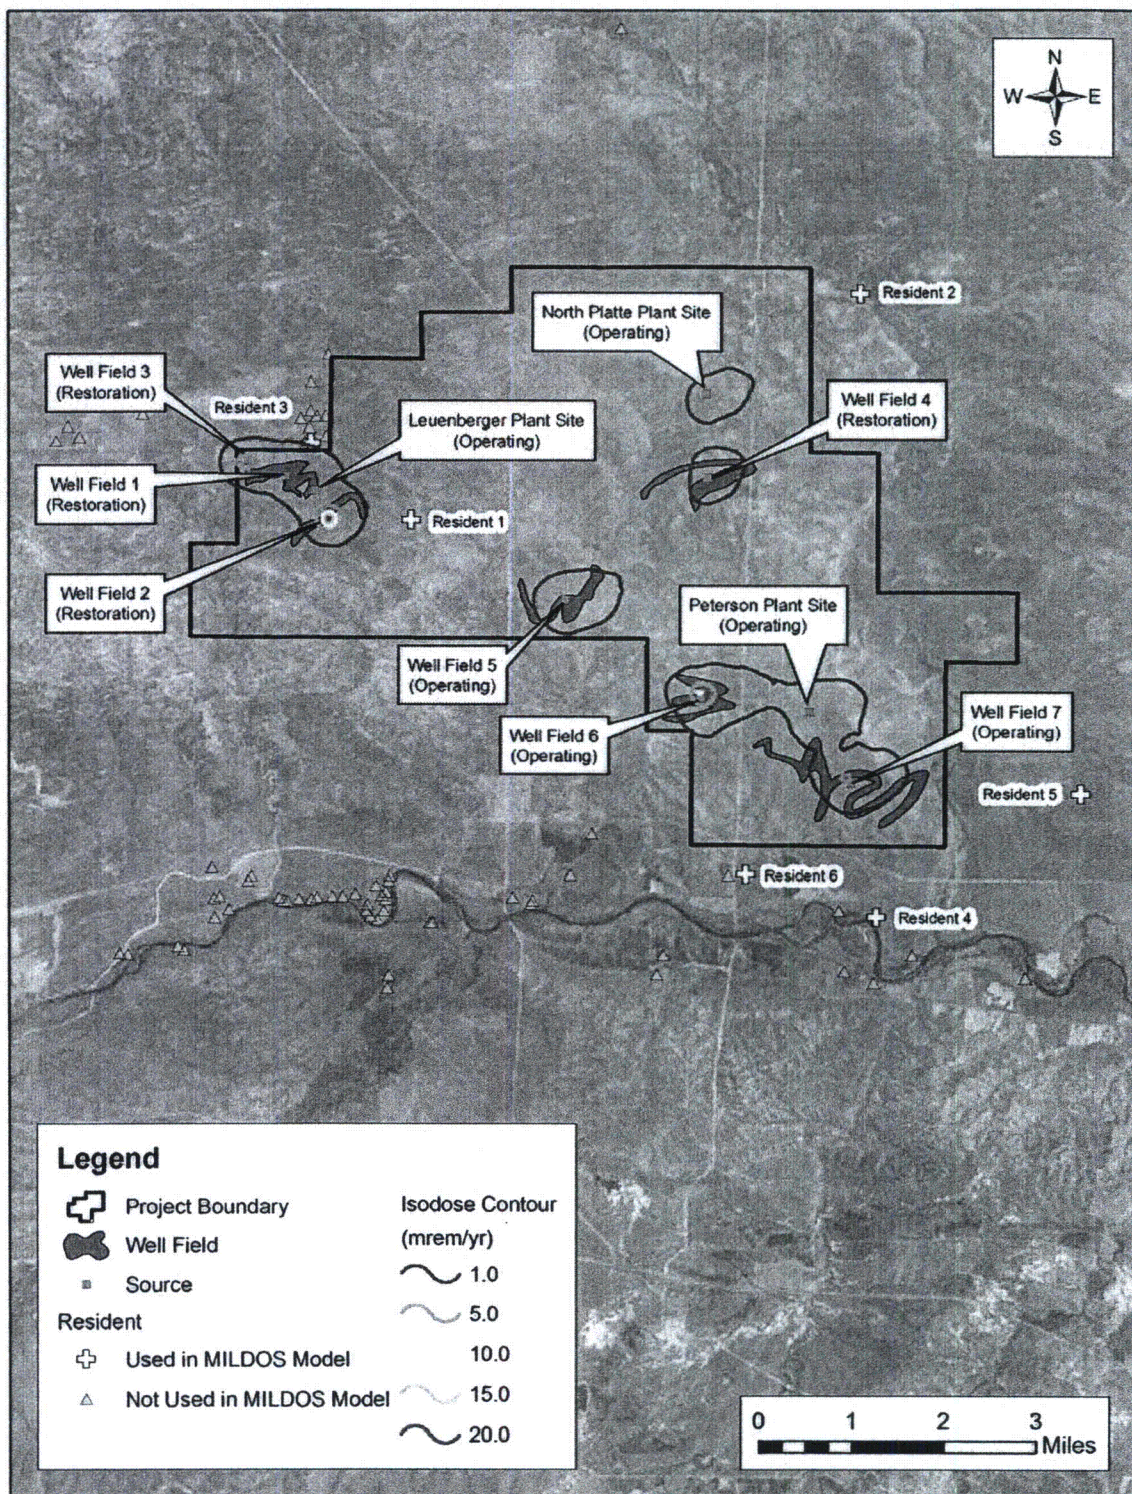 N
W E
S
Resident 2
North Platte Plant Site
(Operating)
Well Field 3
(Restoration)
Resident 3
Leuenberger Plant Site
(Operating)
Well Field 4
(Restoration)
Well Field 1
(Restoration)
Resident 1
Well Field 2
(Restoration)
Peterson Plant Site
(Operating)
Well Field 5
(Operating)
Well Field 6
(Operating)
Well Field 7
(Operating)
Resident 5
Resident 6
Resident 4
Legend
Project Boundary
Well Field
Source
Resident
Used in MILDOS Model
Not Used in MILDOS Model
Isodose Contour
(mrem/yr)
1.0
5.0
10.0
15.0
20.0
0 1 2 3
Miles